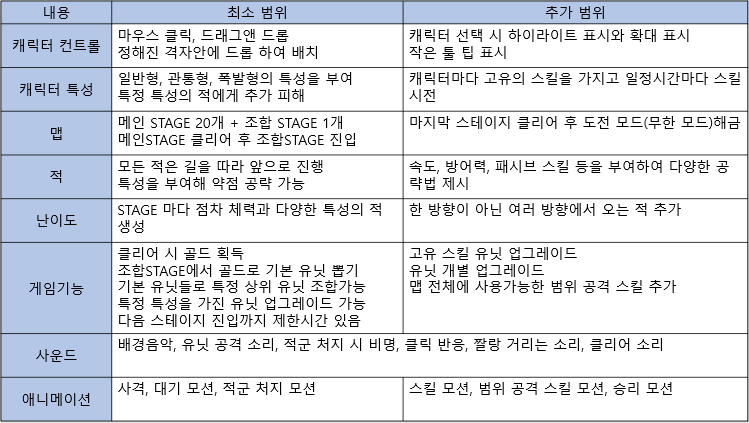 내용
최소 범위
추가 범위
캐릭터 컨트롤
마우스 클릭, 드래그앤 드롭
정해진 격자안에 드롭 하여 배치
캐릭터 선택 시 하이라이트 표시와 확대 표시
작은 툴 팁 표시
캐릭터 특성
일반형, 관통형, 폭발형의 특성을 부여
특정 특성의 적에게 추가 피해
캐릭터마다 고유의 스킬을 가지고 일정시간마다 스킬
시전
맵
메인 STAGE 20개 + 조합 STAGE 1개
메인STAGE 클리어 후 조합STAGE 진입
마지막 스테이지 클리어 후 도전 모드(무한 모드)해금
적
모든 적은 길을 따라 앞으로 진행
특성을 부여해 약점 공략 가능
속도, 방어력, 패시브 스킬 등을 부여하여 다양한 공
략법 제시
난이도
STAGE 마다 점차 체력과 다양한 특성의 적
생성
한 방향이 아닌 여러 방향에서 오는 적 추가
게임기능
클리어 시 골드 획득
조합STAGE에서 골드로 기본 유닛 뽑기
기본 유닛들로 특정 상위 유닛 조합가능
특정 특성을 가진 유닛 업그레이드 가능
다음 스테이지 진입까지 제한시간 있음
고유 스킬 유닛 업그레이드
유닛 개별 업그레이드
맵 전체에 사용가능한 범위 공격 스킬 추가
사운드
배경음악, 유닛 공격 소리, 적군 처치 시 비명, 클릭 반응, 짤랑 거리는 소리, 클리어 소리
애니메이션
사격, 대기 모션, 적군 처지 모션
스킬 모션, 범위 공격 스킬 모션, 승리 모션